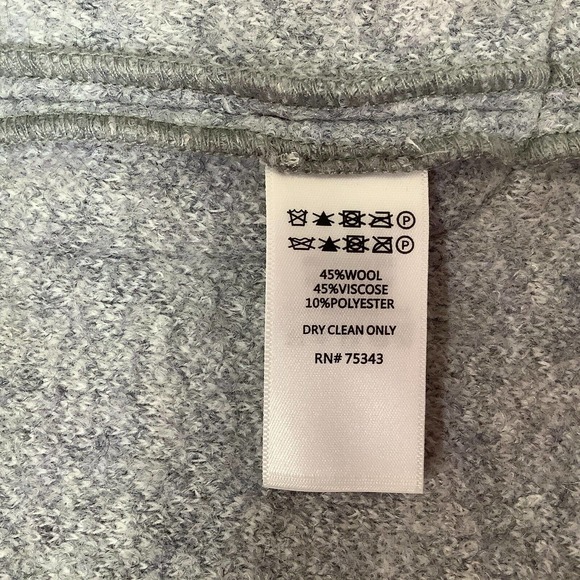 45%WOOL
45%VISCOSE
10%POLYESTER
DRY CLEAN ONLY
RN# 75343